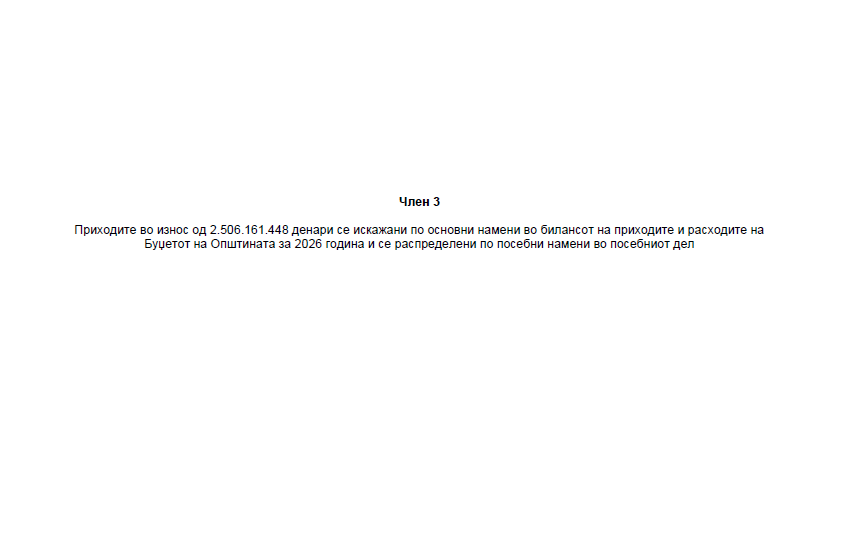 Член 3
Приходите во износ од 2.506.161.448 денари се искажани по основни намени во билансот на приходите и расходите на
Буџетот на Општината за 2026 година и се распределени по посебни намени во посебниот дел